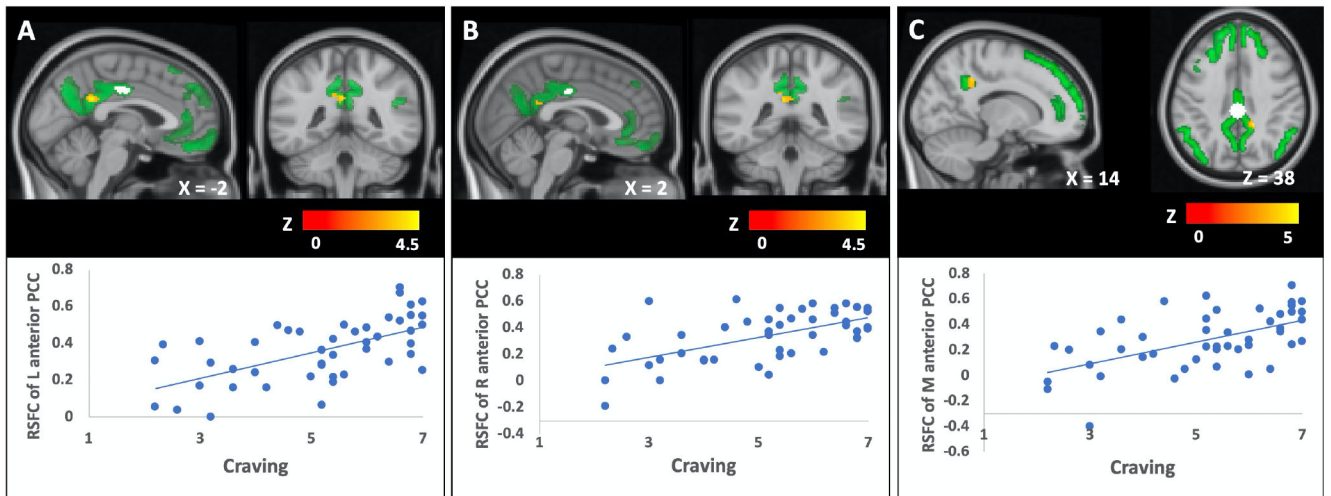 A
X = -2
Z
0
4.5
0.8
0.6
0.4
0.2
0
1
3
5
7
RSFC of L anterior PCC
Craving
B
X = 2
Z
0
4.5
0.8
0.6
0.4
0.2
0
-0.2
-0.4
1
3
5
7
RSFC of R anterior PCC
Craving
C
X = 14
Z = 38
Z
0
5
0.8
0.6
0.4
0.2
0
-0.2
-0.4
-0.6
1
3
5
7
RSFC of M anterior PCC
Craving